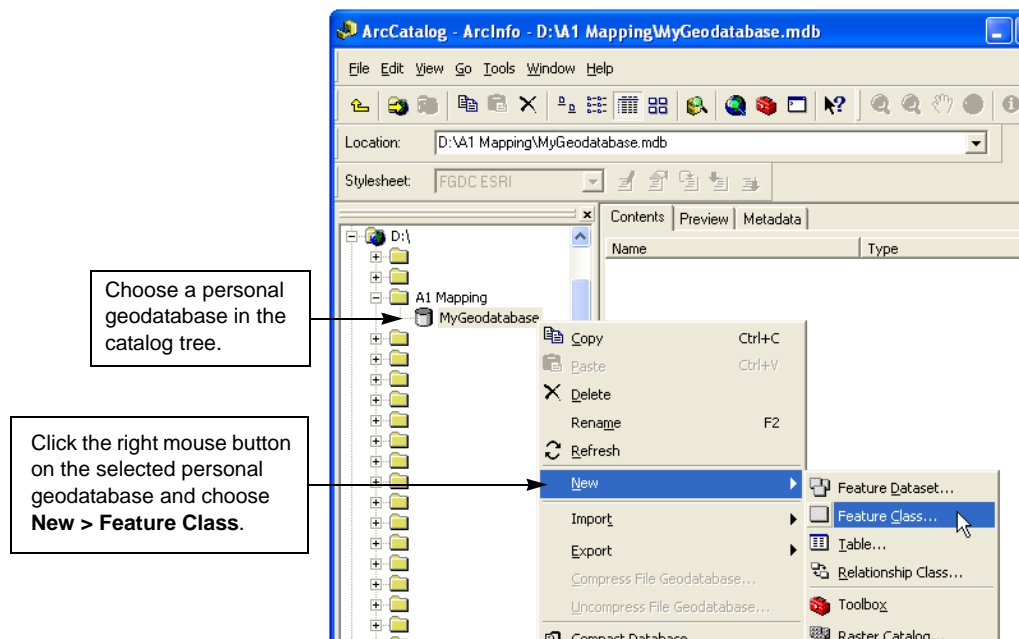 ArcCatalog - ArcInfo - D:\A1 Mapping\MyGeodatabase.mdb
File Edit View Go Tools Window Help
Location: D:\A1 Mapping\MyGeodatabase.mdb
Stylesheet: FGDC ESRI
Contents Preview Metadata
Name Type
D:\
A1 Mapping
MyGeodatabase
Choose a personal
geodatabase in the
catalog tree.
Click the right mouse button
on the selected personal
geodatabase and choose
New > Feature Class.
Copy Ctrl+C
Paste Ctrl+V
Delete
Rename F2
Refresh
New
Import
Export
Compress File Geodatabase...
Uncompress File Geodatabase...
Compact Database
Feature Dataset...
Feature Class...
Table...
Relationship Class...
Toolbox
Raster Catalog...